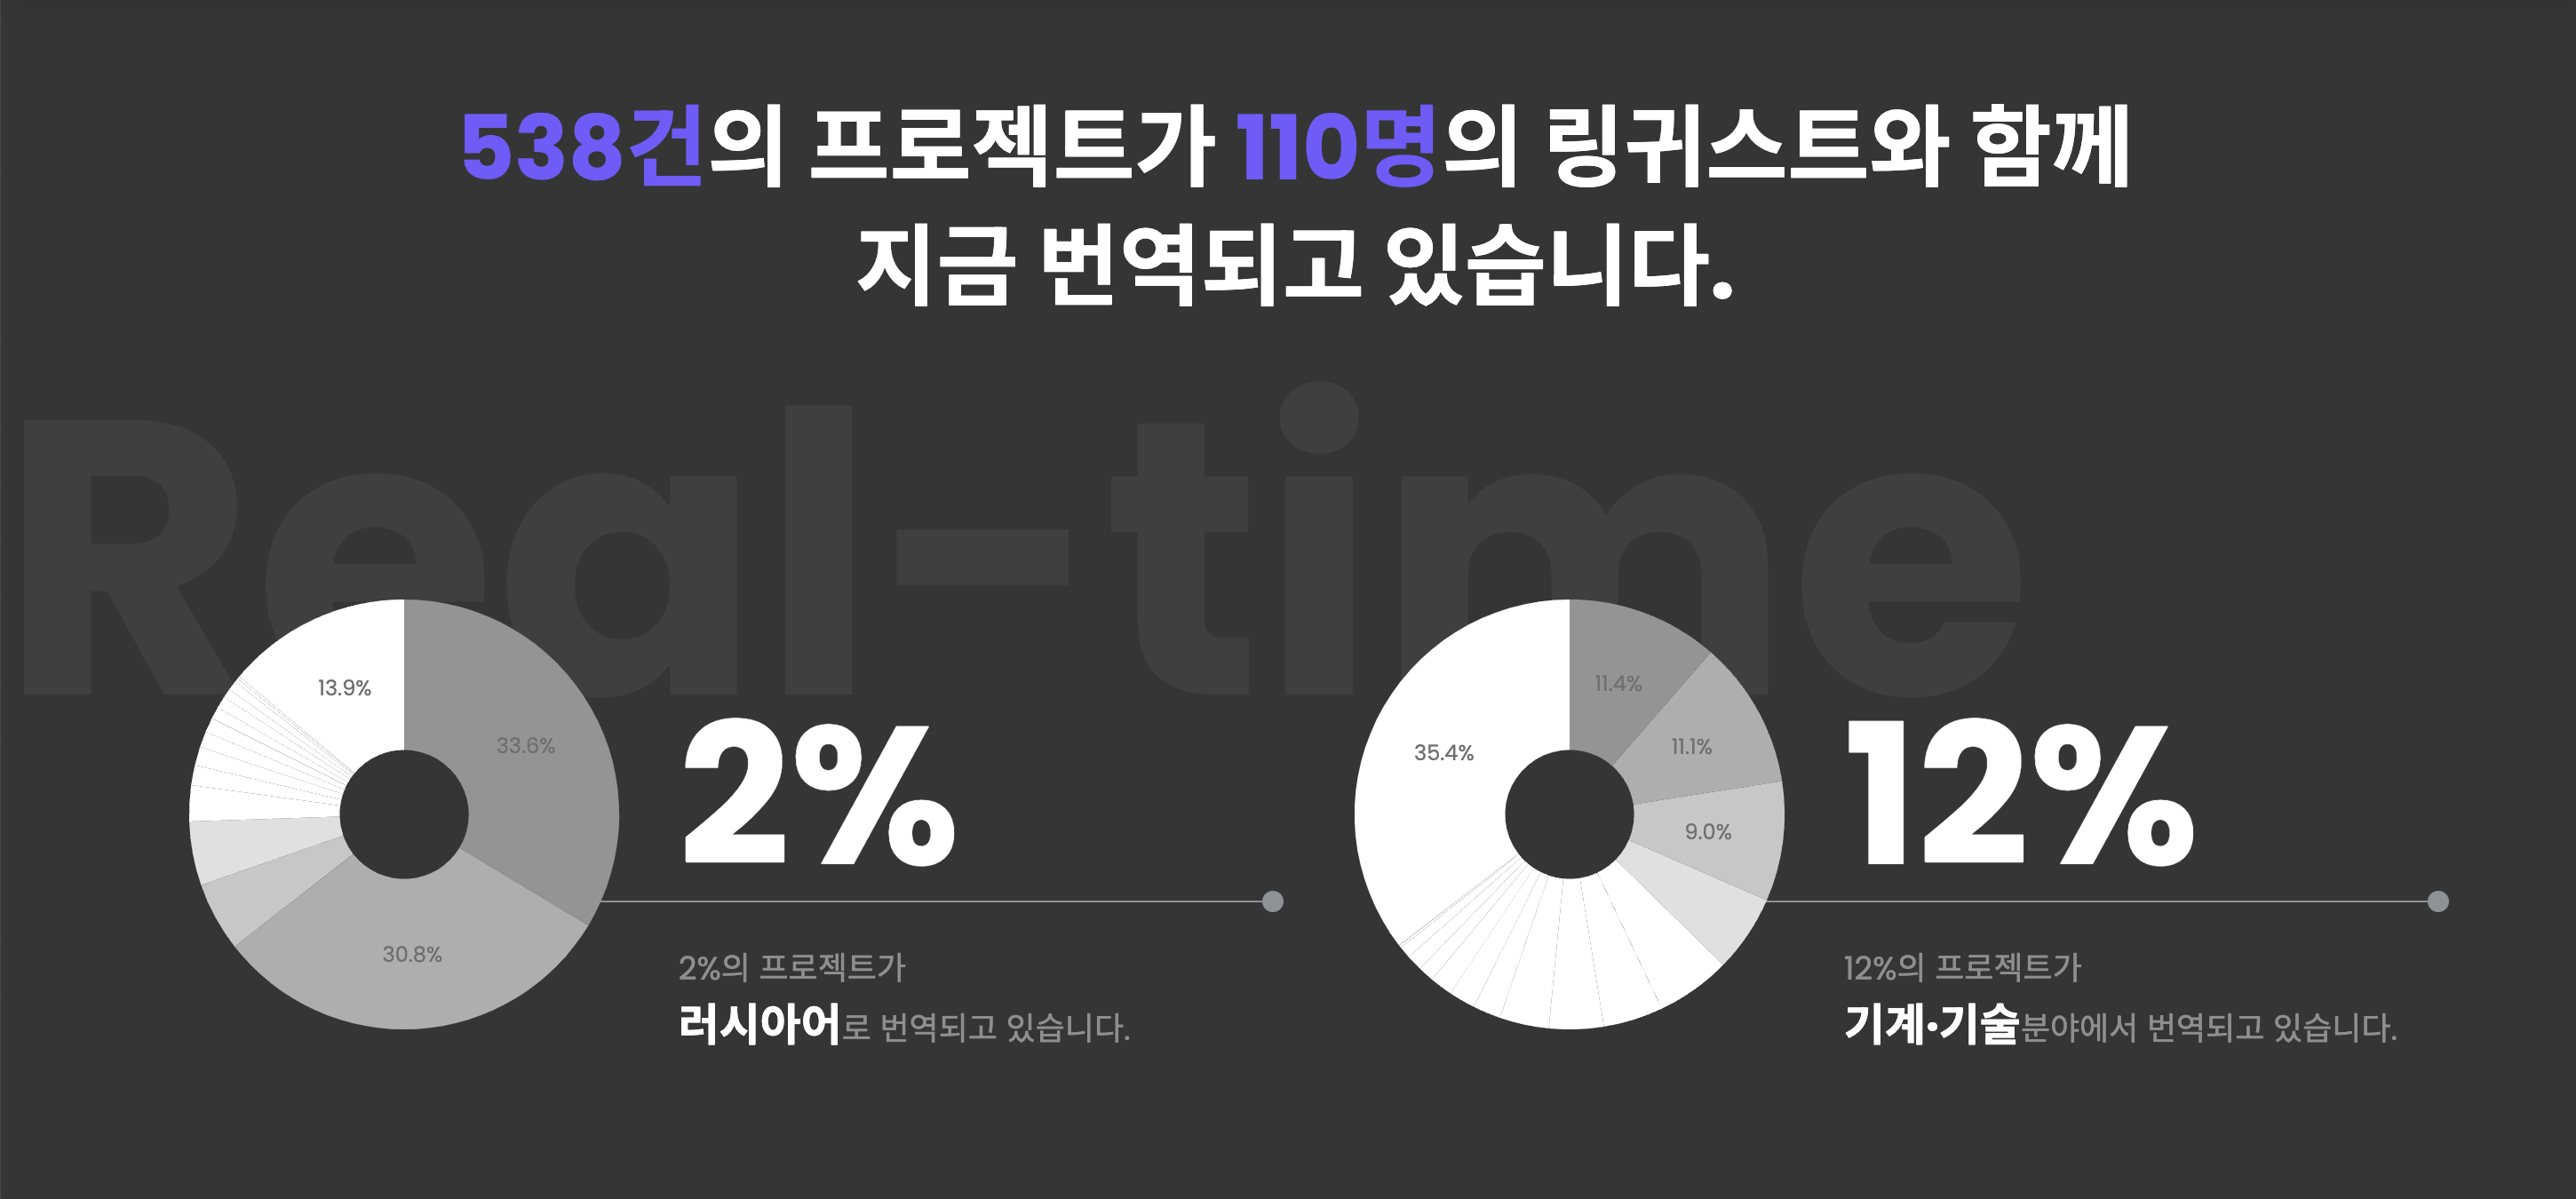 538건의 프로젝트가 110명의 링귀스트와 함께
지금 번역되고 있습니다.
Real-time
13.9%
33.6%
30.8%
2%
2%의 프로젝트가
러시아어로 번역되고 있습니다.
11.4%
11.1%
9.0%
35.4%
12%
12%의 프로젝트가
기계·기술분야에서 번역되고 있습니다.